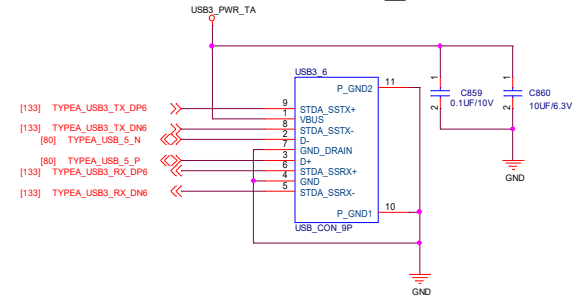 USB3_PWR_TA
USB3_6
P_GND2 11
1 C859 2 0.1UF/10V
1 C860 2 10UF/6.3V
[133] TYPEA_USB3_TX_DP6 9 STDA_SSTX+
1 VBUS
[133] TYPEA_USB3_TX_DN6 8 STDA_SSTX-
[80] TYPEA_USB_5_N 2 D-
7 GND_DRAIN
[80] TYPEA_USB_5_P 3 D+
[133] TYPEA_USB3_RX_DP6 6 STDA_SSRX+
4 GND
[133] TYPEA_USB3_RX_DN6 5 STDA_SSRX-
GND
P_GND1 10
USB_CON_9P
GND